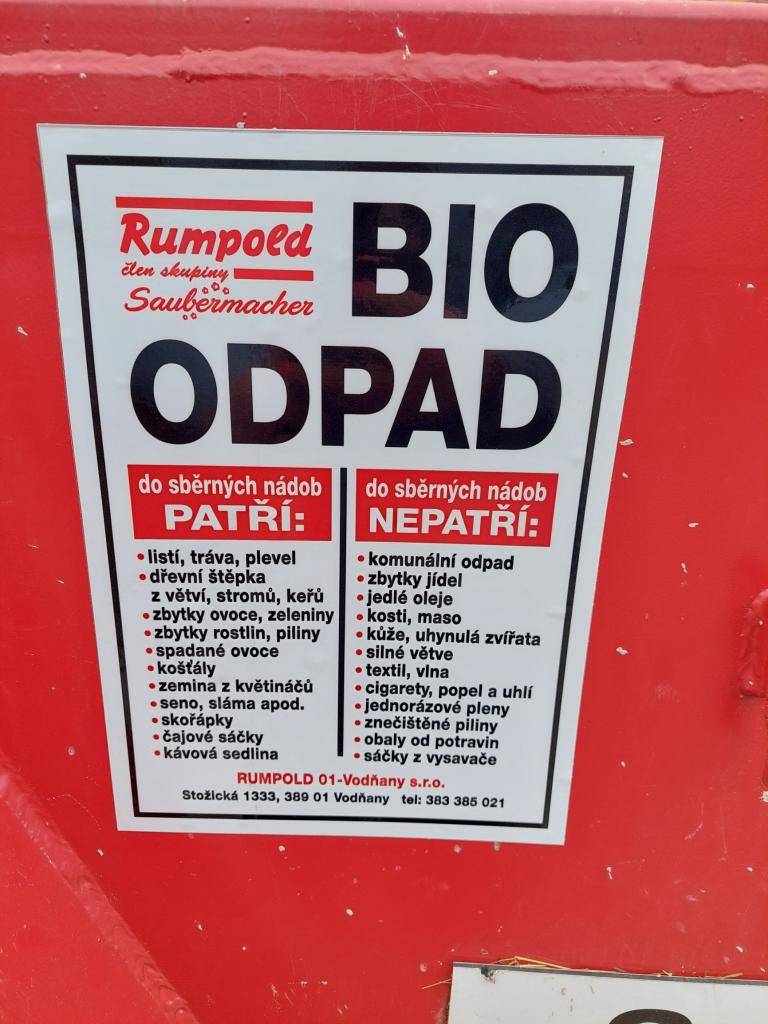 Rumpold
člen skupiny
Saubermacher
BIO
ODPAD
do sběrných nádob
PATŘÍ:
• listí, tráva, plevel
• dřevní štěpka
z větví, stromů, keřů
• zbytky ovoce, zeleniny
• zbytky rostlin, piliny
• spadané ovoce
• košťály
• zemina z květináčů
• seno, sláma apod.
• skořápky
• čajové sáčky
• kávová sedlina
do sběrných nádob
NEPATŘÍ:
• komunální odpad
• zbytky jídel
• jedlé oleje
• kosti, maso
• kůže, uhynulá zvířata
• silné větve
• textil, vlna
• cigarety, popel a uhlí
• jednorázové pleny
• znečištěné piliny
• obaly od potravin
• sáčky z vysavače
RUMPOLD 01-Vodňany s.r.o.
Stožická 1333, 389 01 Vodňany tel: 383 385 021